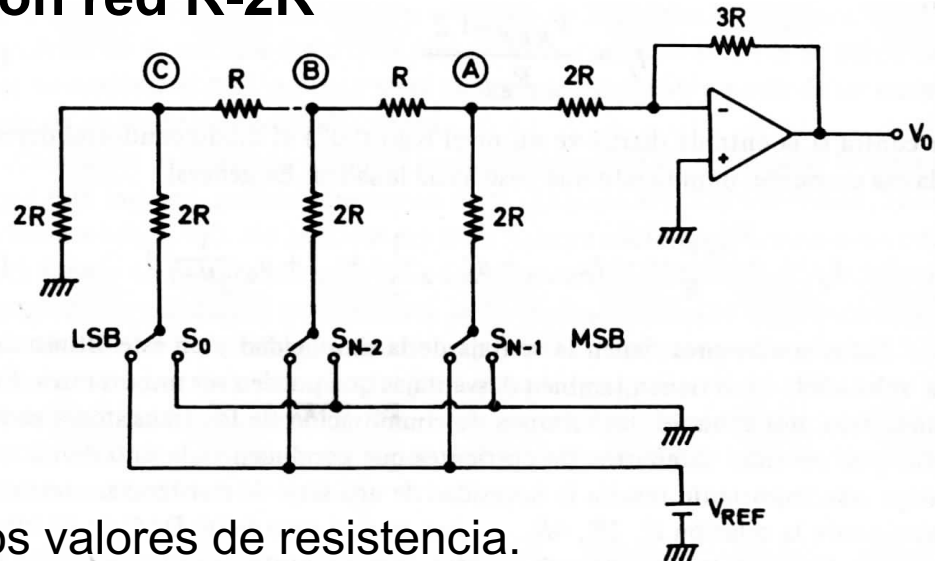 on red R-2R
3R
C R B R A 2R
−
+
V0
2R 2R 2R 2R
LSB S0 SN-2 SN-1 MSB
VREF
os valores de resistencia.